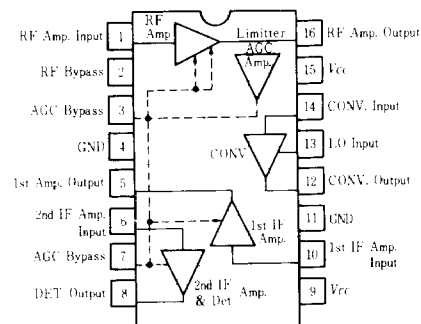 RF Amp. Input 1
RF Bypass 2
AGC Bypass 3
GND 4
1st Amp. Output 5
2nd IF Amp. Input 6
AGC Bypass 7
DET Output 8
RF Amp
Limitter
AGC Amp.
CONV
1st IF Amp.
2nd IF & Det Amp.
16 RF Amp. Output
15 Vcc
14 CONV. Input
13 LO Input
12 CONV. Output
11 GND
10 1st IF Amp. Input
9 Vcc